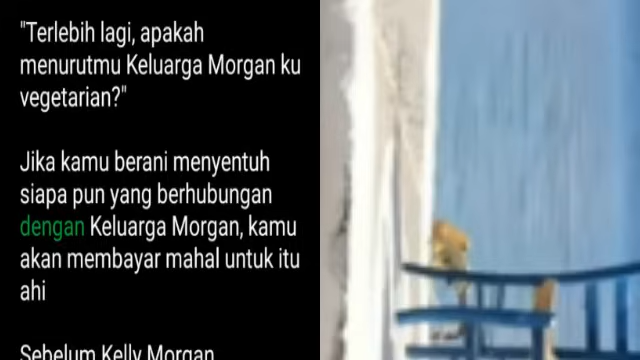 "Terlebih lagi, apakah
menurutmu Keluarga Morgan ku
vegetarian?"
Jika kamu berani menyentuh
siapa pun yang berhubungan
dengan Keluarga Morgan, kamu
akan membayar mahal untuk itu
ahi
Sebelum Kelly Morgan